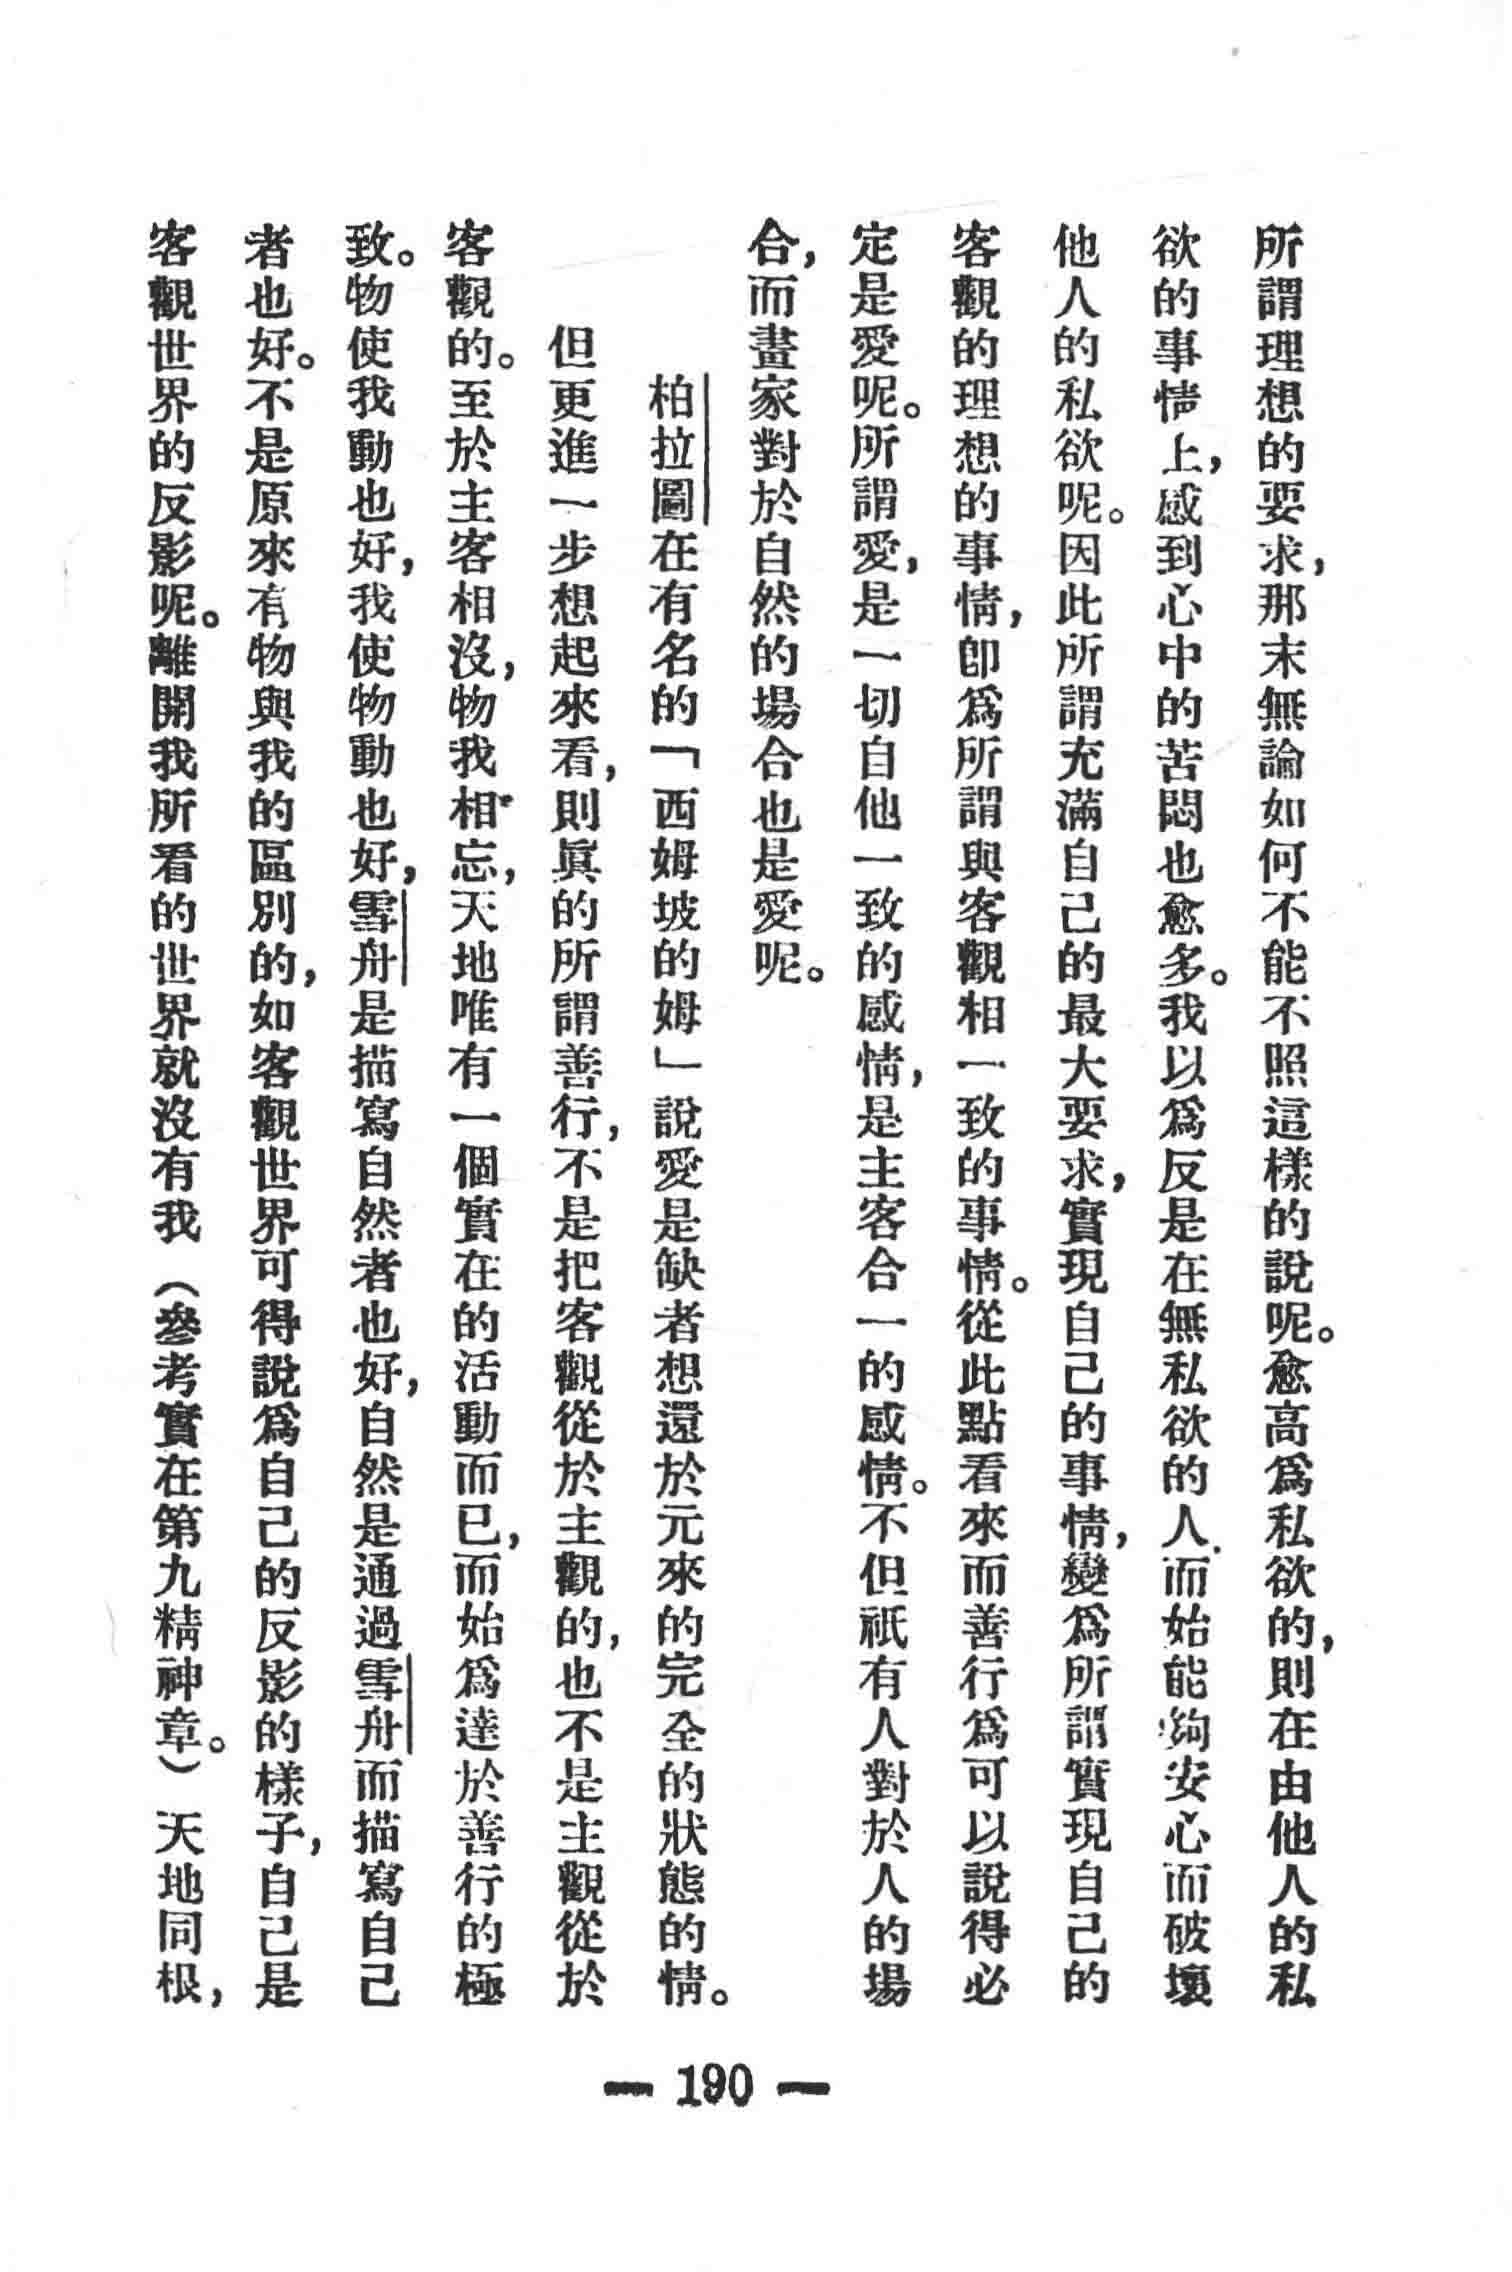 所謂理想的要求，那末無論如何不能不照這樣的說呢。愈高爲私欲的，則在由他人的私
欲的事情上，感到心中的苦悶也愈多。我以爲反是在無私欲的人，而始能夠安心而破壞
他人的私欲呢。因此所謂充滿自己的最大要求，實現自己的事情，變爲所謂實現自己的
客觀的理想的事情，卽爲所謂與客觀相一致的事情。從此點看來而善行爲可以說得必
定是愛呢。所謂愛，是一切自他一致的感情，是主客合一的感情。不但祇有人對於人的場
合，而畫家對於自然的場合也是愛呢。
柏拉圖在有名的「西姆坡的姆」說愛是缺者想還於元來的完全的狀態的情。
但更進一步想起來看，則眞的所謂善行，不是把客觀從於主觀的，也不是主觀從於
客觀的。至於主客相沒，物我相忘，天地唯有一個實在的活動而已，而始爲達於善行的極
致。物使我動也好，我使物動也好，雪舟是描寫自然者也好，自然是通過雪舟而描寫自己
者也好。不是原來有物與我的區別的，如客觀世界可得說爲自己的反影的樣子，自己是
客觀世界的反影呢。離開我所看的世界就沒有我（參考實在第九精神章。）天地同根，
— 190 —